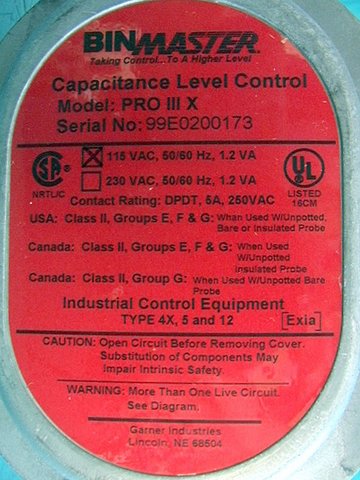 BINMASTER
Taking Control...To A Higher Level
Capacitance Level Control
Model: PRO III X
Serial No: 99E0200173
115 VAC, 50/60 Hz, 1.2 VA
230 VAC, 50/60 Hz, 1.2 VA
SA
NRTL/C
UL
LISTED
16CM
Contact Rating: DPDT, 5A, 250VAC
USA: Class II, Groups E, F & G: When Used W/Unpotted,
Bare or Insulated Probe
Canada: Class II, Groups E, F & G: When Used
W/Unpotted
Insulated Probe
Canada: Class II, Group G: When Used W/Unpotted Bare
Probe
Industrial Control Equipment
TYPE 4X, 5 and 12
[Exia]
CAUTION: Open Circuit Before Removing Cover.
Substitution of Components May
Impair Intrinsic Safety.
WARNING: More Than One Live Circuit.
See Diagram.
Garner Industries
Lincoln, NE 68504